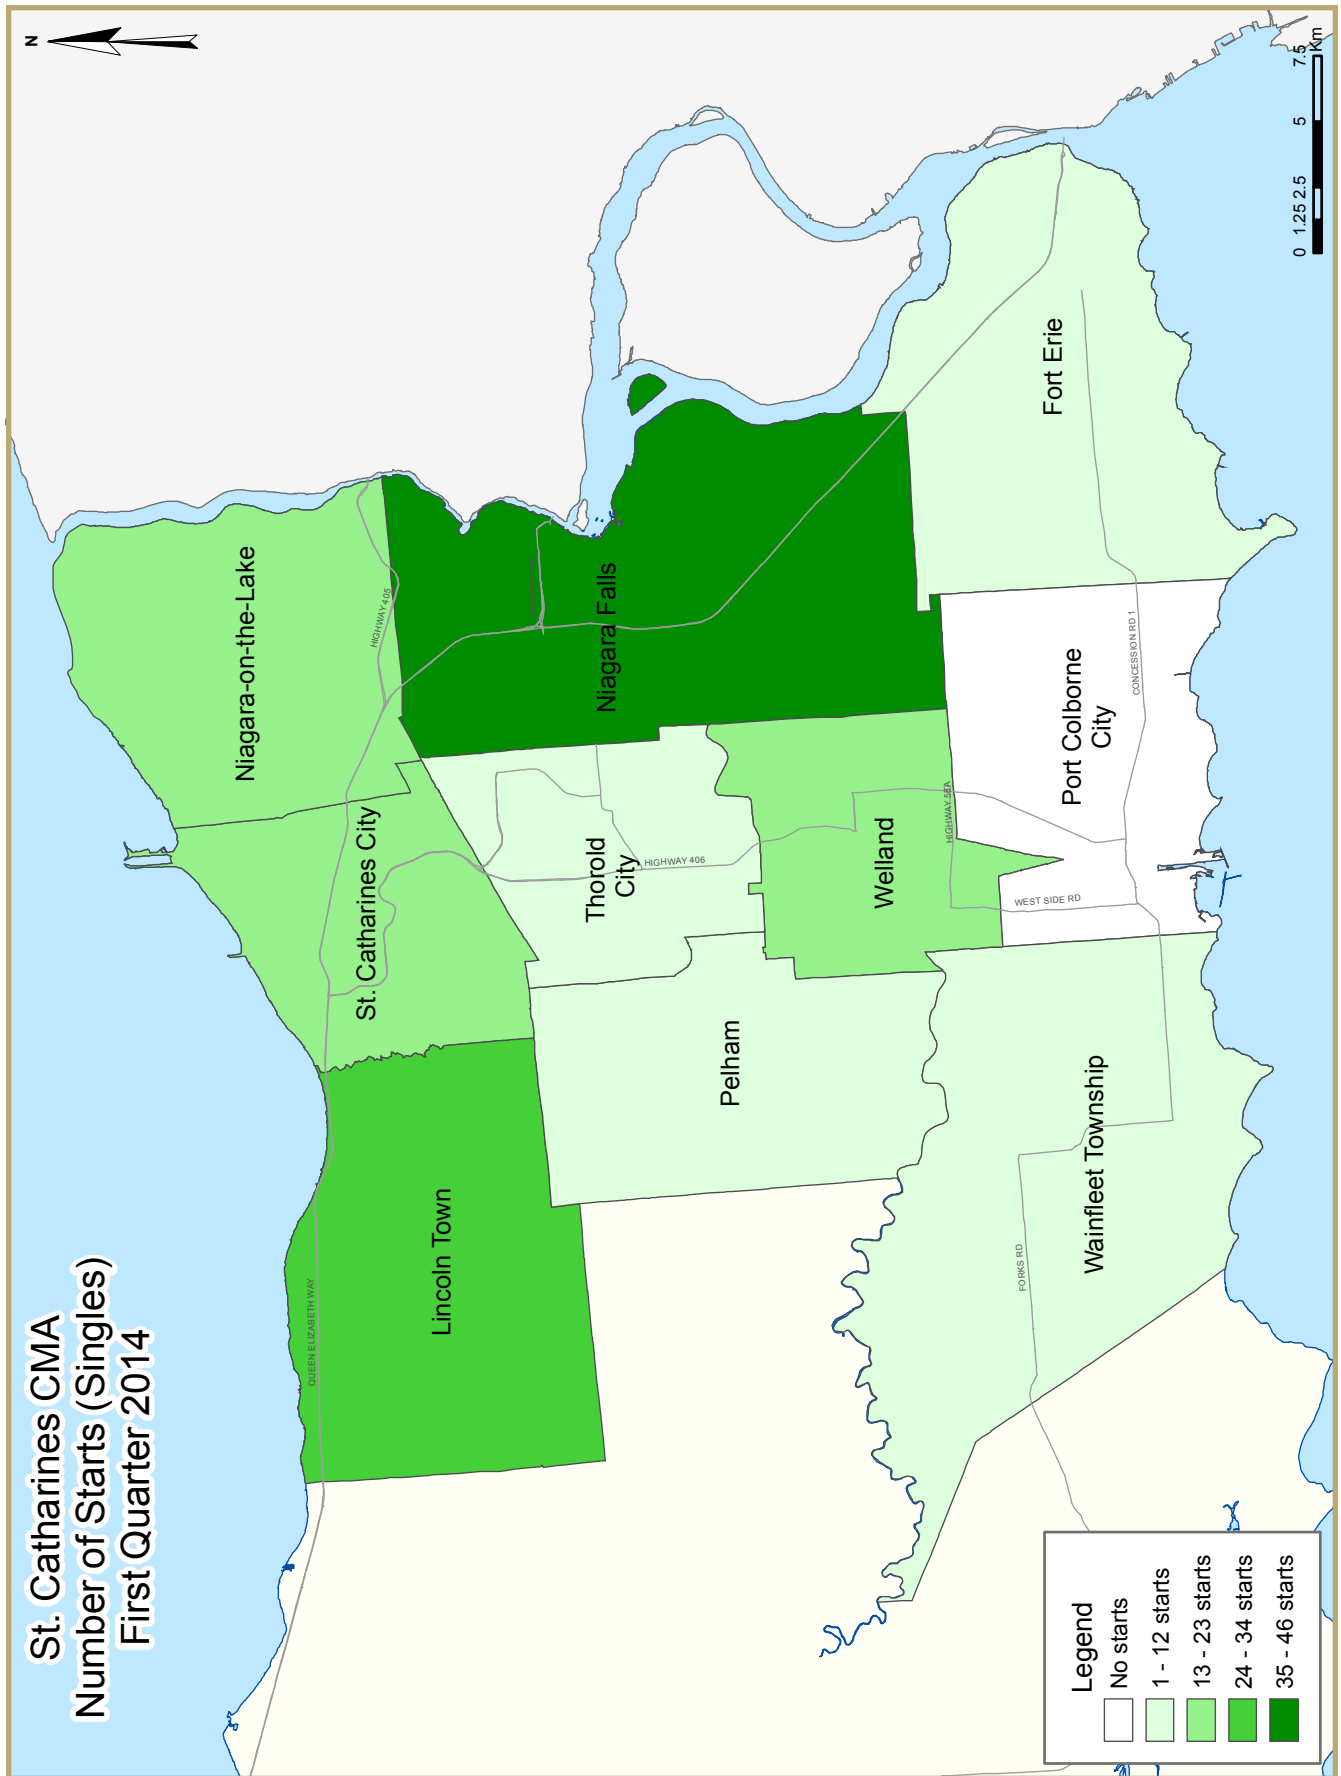 St. Catharines CMA
Number of Starts (Singles)
First Quarter 2014
N
Niagara-on-the-Lake
HIGHWAY 405
St. Catharines City
QUEEN ELIZABETH WAY
Lincoln Town
Niagara Falls
Thorold
City
HIGHWAY 406
Pelham
Welland
HIGHWAY 58A
WEST SIDE RD
Port Colborne
City
CONCESSION RD 1
Fort Erie
Wainfleet Township
FORKS RD
Legend
No starts
1 - 12 starts
13 - 23 starts
24 - 34 starts
35 - 46 starts
0 1.25 2.5 5 7.5
Km